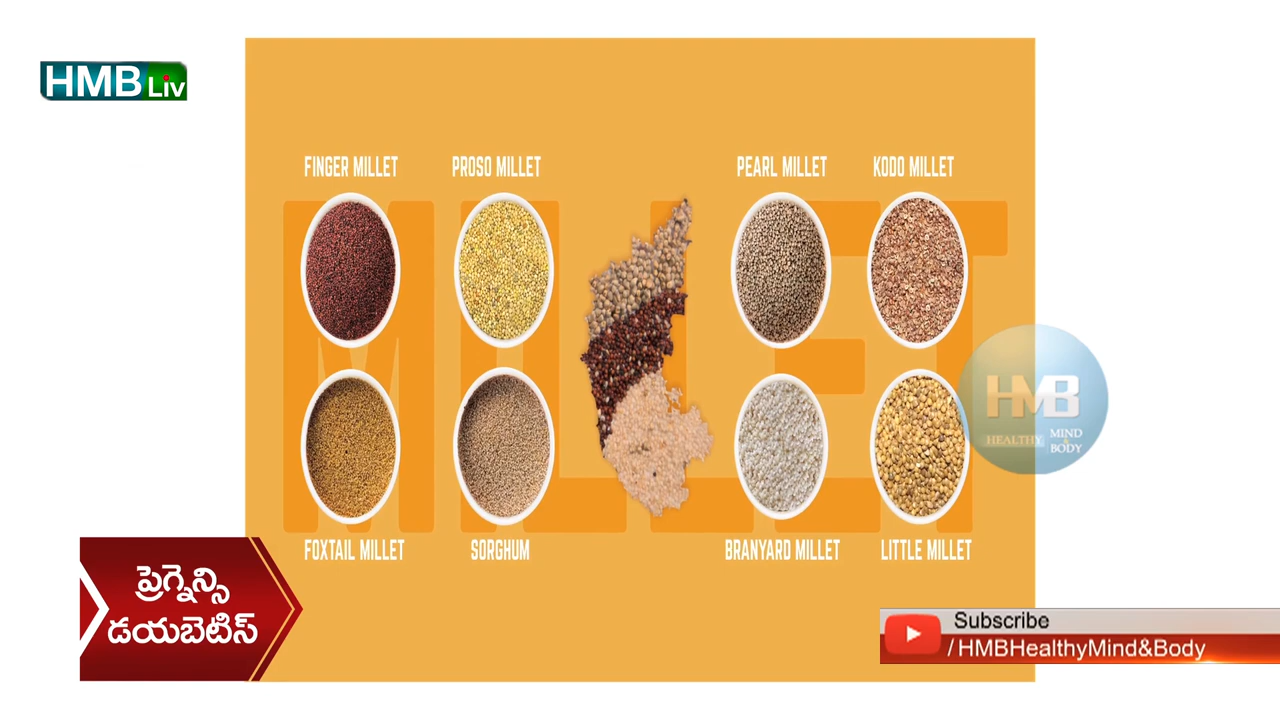 HMB Liv
FINGER MILLET
PROSO MILLET
PEARL MILLET
KODO MILLET
MILLET
FOXTAIL MILLET
SORGHUM
BRANYARD MILLET
LITTLE MILLET
HMB
HEALTHY MIND
& BODY
ప్రెగ్నెన్సి
డయబెటిస్
Subscribe
/HMBHealthyMind&Body